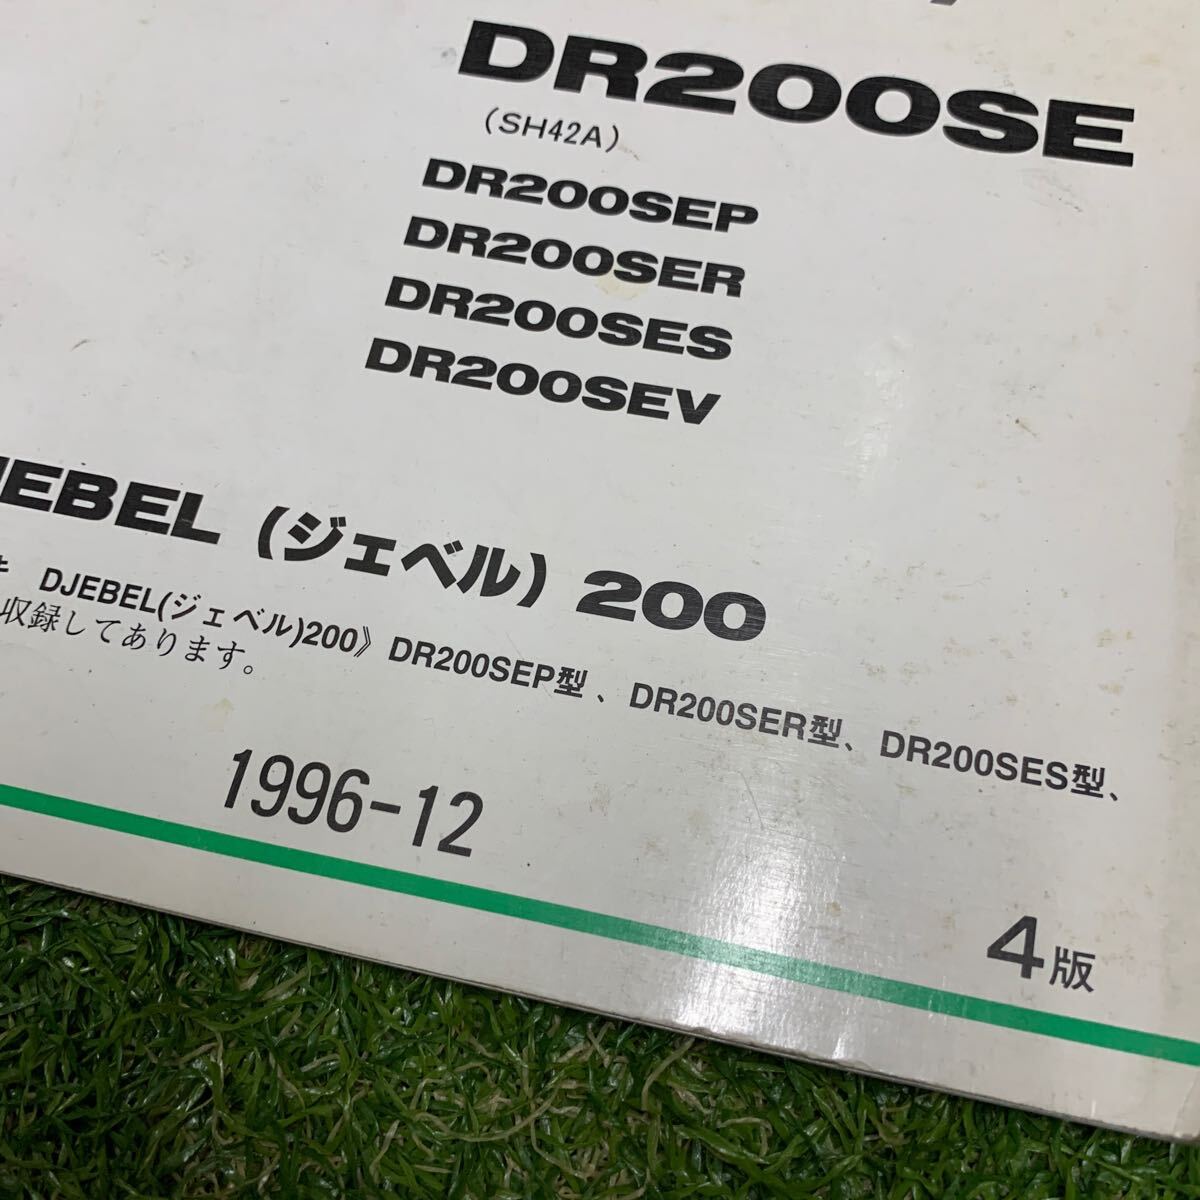 DR200SE
(SH42A)
DR200SEP
DR200SER
DR200SES
DR200SEV
JEBEL (ジェベル) 200
DJEBEL(ジェベル)200》 DR200SEP型、DR200SER型、DR200SES型、
収録してあります。
1996-12
4版